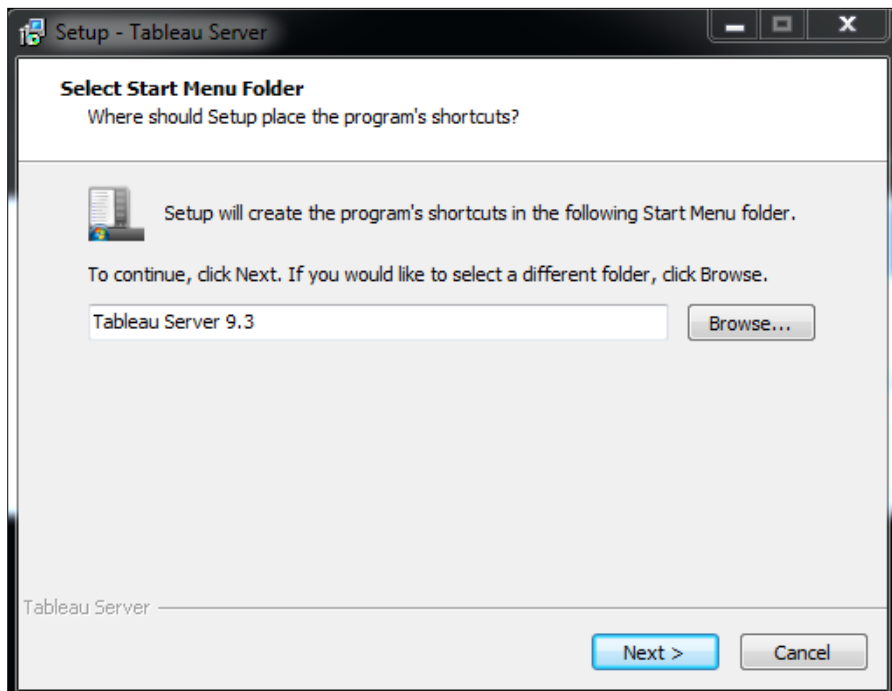 Setup - Tableau Server
Select Start Menu Folder
Where should Setup place the program's shortcuts?
Setup will create the program's shortcuts in the following Start Menu folder.
To continue, click Next. If you would like to select a different folder, click Browse.
Tableau Server 9.3
Browse...
Tableau Server
Next >
Cancel